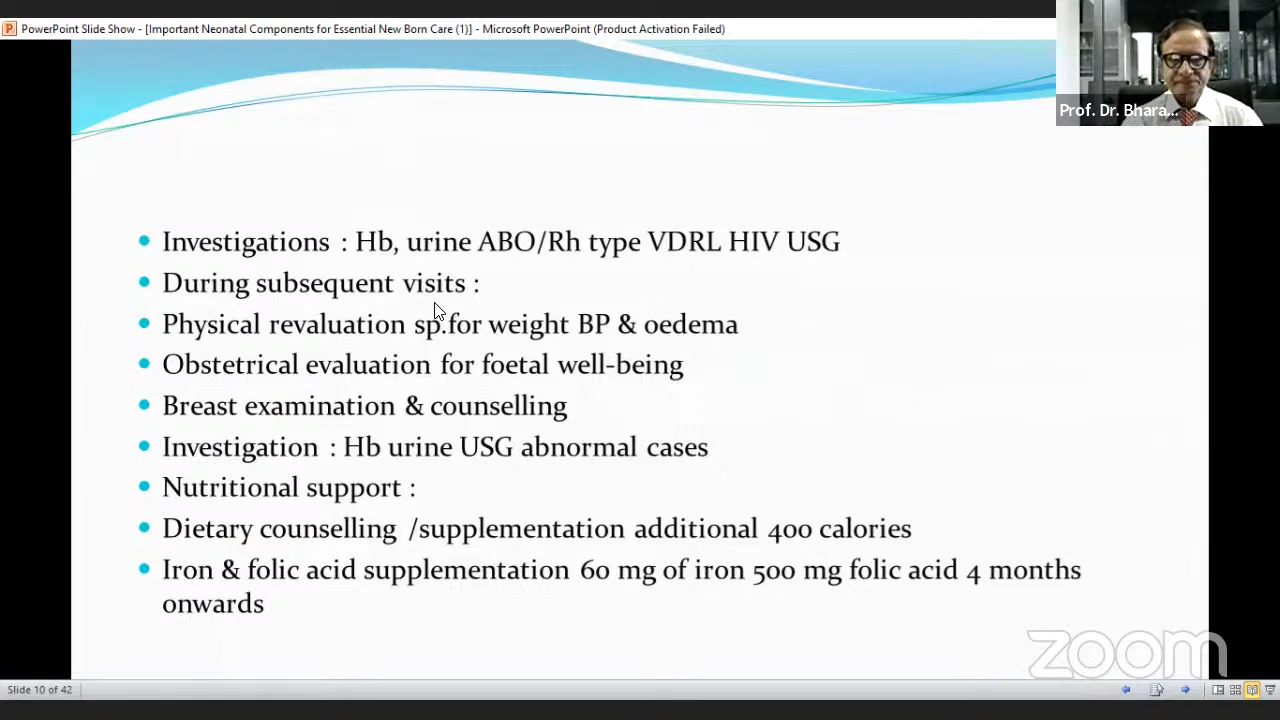 PowerPoint Slide Show - [Important Neonatal Components for Essential New Born Care (1)] - Microsoft PowerPoint (Product Activation Failed)
Prof. Dr. Bhara...
Investigations : Hb, urine ABO/Rh type VDRL HIV USG
During subsequent visits :
Physical revaluation sp.for weight BP & oedema
Obstetrical evaluation for foetal well-being
Breast examination & counselling
Investigation : Hb urine USG abnormal cases
Nutritional support :
Dietary counselling /supplementation additional 400 calories
Iron & folic acid supplementation 60 mg of iron 500 mg folic acid 4 months
onwards
zoom
Slide 10 of 42